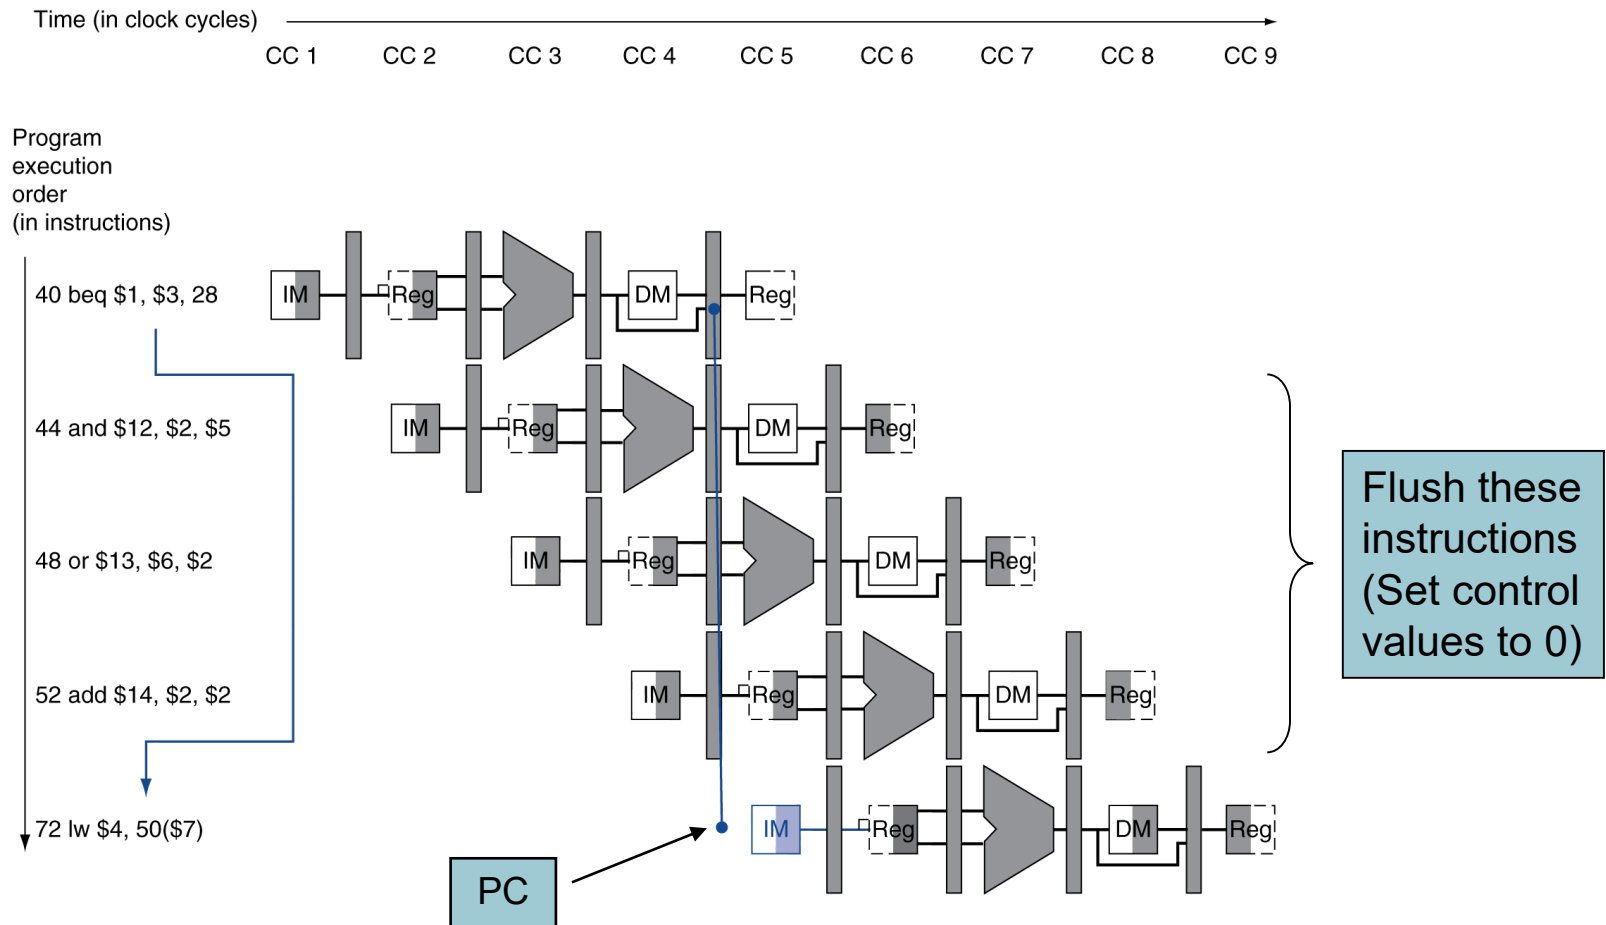 Time (in clock cycles)
CC 1 CC 2 CC 3 CC 4 CC 5 CC 6 CC 7 CC 8 CC 9
Program
execution
order
(in instructions)
40 beq $1, $3, 28
IM Reg DM Reg
44 and $12, $2, $5
IM Reg DM Reg
48 or $13, $6, $2
IM Reg DM Reg
52 add $14, $2, $2
IM Reg DM Reg
72 lw $4, 50($7)
IM Reg DM Reg
Flush these
instructions
(Set control
values to 0)
PC